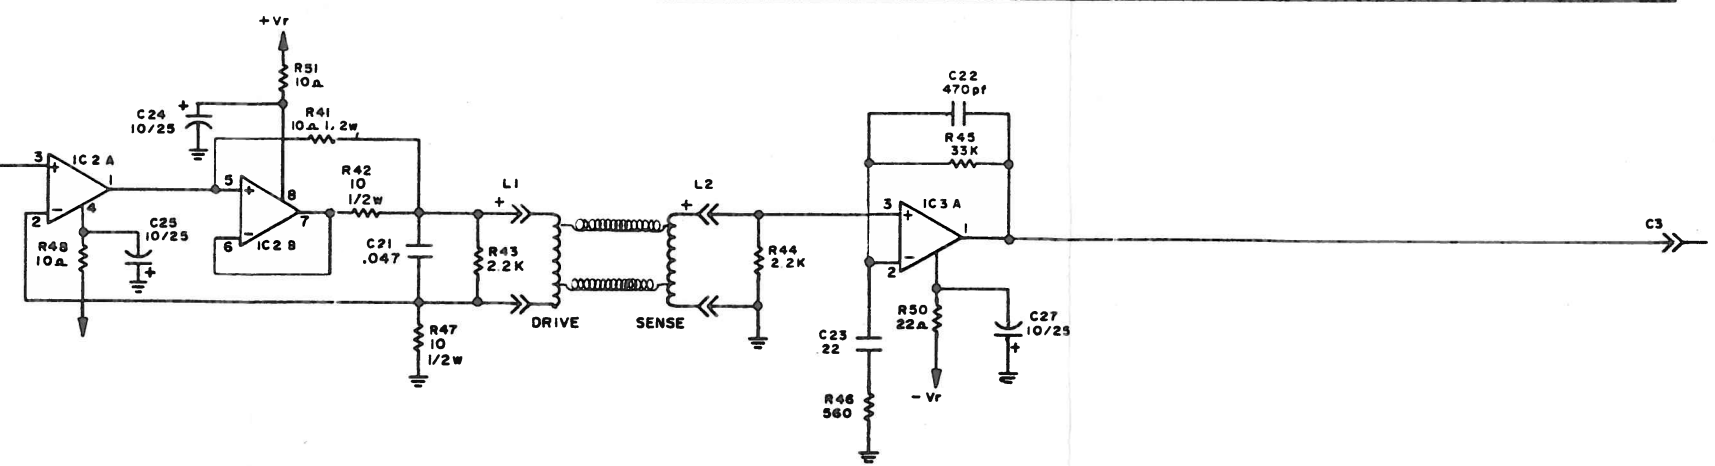 +Vr
R51
10Ω
C24
10/25
+
R41
10Ω 1.2w
3
+
IC2A
1
2
−
4
C25
10/25
+
R48
10Ω
5
+
8
7
6
−
IC2B
R42
10
1/2w
C21
.047
R43
2.2K
R47
10
1/2w
L1
+
DRIVE
L2
+
SENSE
R44
2.2K
C22
470pf
R45
33K
3
+
IC3A
1
−
2
C23
22
R46
560
R50
22Ω
−Vr
C27
10/25
+
C3